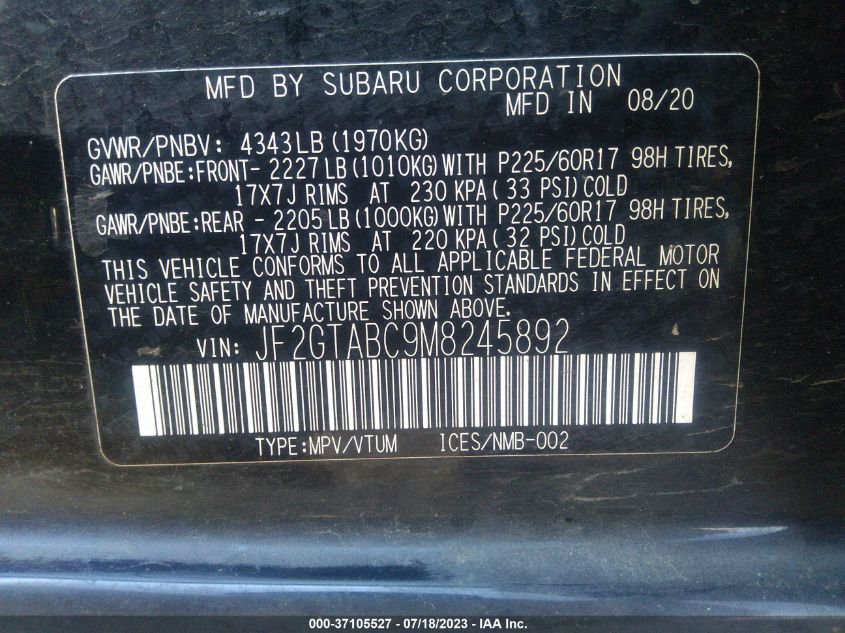 MFD BY SUBARU CORPORATION
MFD IN 08/20
GVWR/PNBV: 4343LB (1970KG)
GAWR/PNBE:FRONT- 2227 LB (1010KG) WITH P225/60R17 98H TIRES,
17X7J RIMS AT 230 KPA ( 33 PSI) COLD
GAWR/PNBE:REAR - 2205 LB (1000KG) WITH P225/60R17 98H TIRES,
17X7J RIMS AT 220 KPA ( 32 PSI) COLD
THIS VEHICLE CONFORMS TO ALL APPLICABLE FEDERAL MOTOR
VEHICLE SAFETY AND THEFT PREVENTION STANDARDS IN EFFECT ON
THE DATE OF MANUFACTURE SHOWN ABOVE.
VIN: JF2GTABC9M8245892
TYPE:MPV/VTUM ICES/NMB-002
000-37105527 - 07/18/2023 - © IAA Inc.